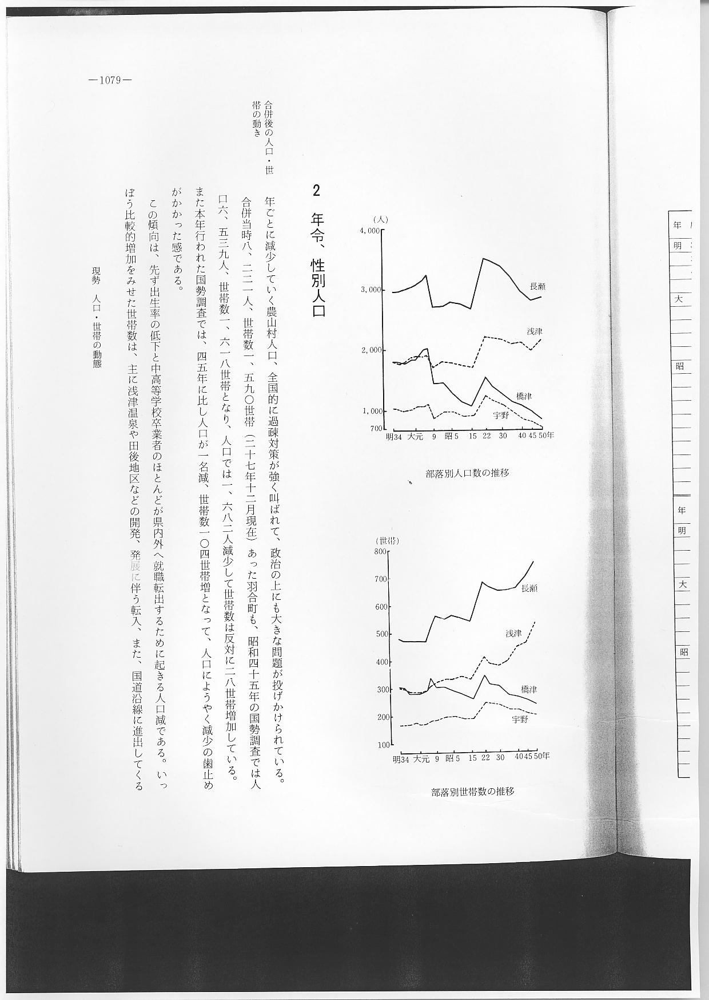 年
明
大
昭
年
明
大
昭
(人)
4,000
3,000
2,000
1,000
700
長瀬
浅津
橋津
宇野
明34 大元 9 昭5 15 22 30 40 45 50年
部落別人口数の推移
(世帯)
800
700
600
500
400
300
200
100
長瀬
浅津
橋津
宇野
明34 大元 9 昭5 15 22 30 40 45 50年
部落別世帯数の推移
2 年令、性別人口
合併後の人口・世
帯の動き
年ごとに減少していく農山村人口、全国的に過疎対策が強く叫ばれて、政治の上にも大きな問題が投げかけられている。
合併当時八、二二一人、世帯数一、五九〇世帯（二十七年十二月現在）あった羽合町も、昭和四十五年の国勢調査では人
口六、五三九人、世帯数一、六一八世帯となり、人口では一、六八二人減少して世帯数は反対に二八世帯増加している。
また本年行われた国勢調査では、四五年に比し人口が一名減、世帯数一〇四世帯増となって、人口にようやく減少の歯止め
がかかった感である。
この傾向は、先ず出生率の低下と中高等学校卒業者のほとんどが県内外へ就職転出するために起きる人口減である。いっ
ぽう比較的増加をみせた世帯数は、主に浅津温泉や田後地区などの開発、発展に伴う転入、また、国道沿線に進出してくる
現勢 人口・世帯の動態
—1079—